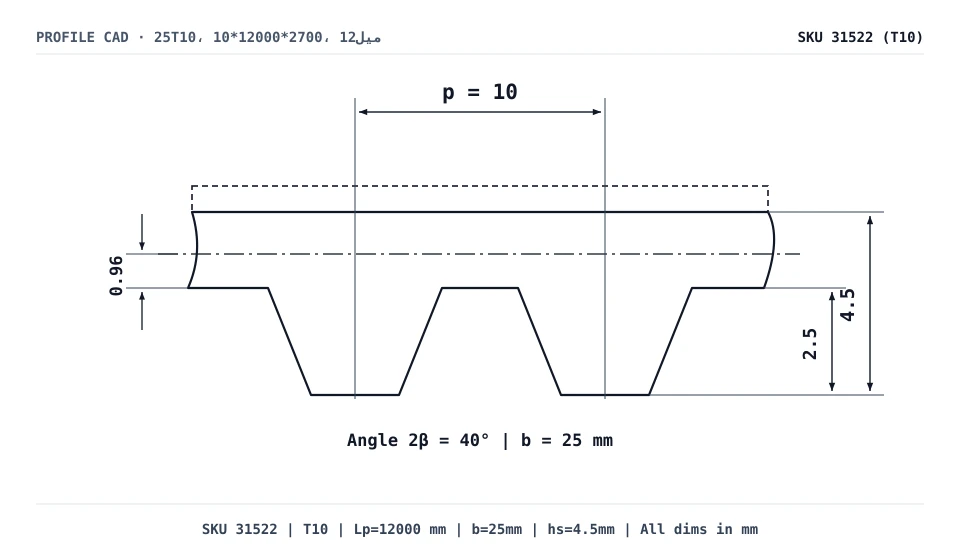 PROFILE CAD · 25T10، 10*12000*2700، 12ميل
SKU 31522 (T10)
p = 10
0.96
4.5
2.5
Angle 2β = 40° | b = 25 mm
SKU 31522 | T10 | Lp=12000 mm | b=25mm | hs=4.5mm | All dims in mm